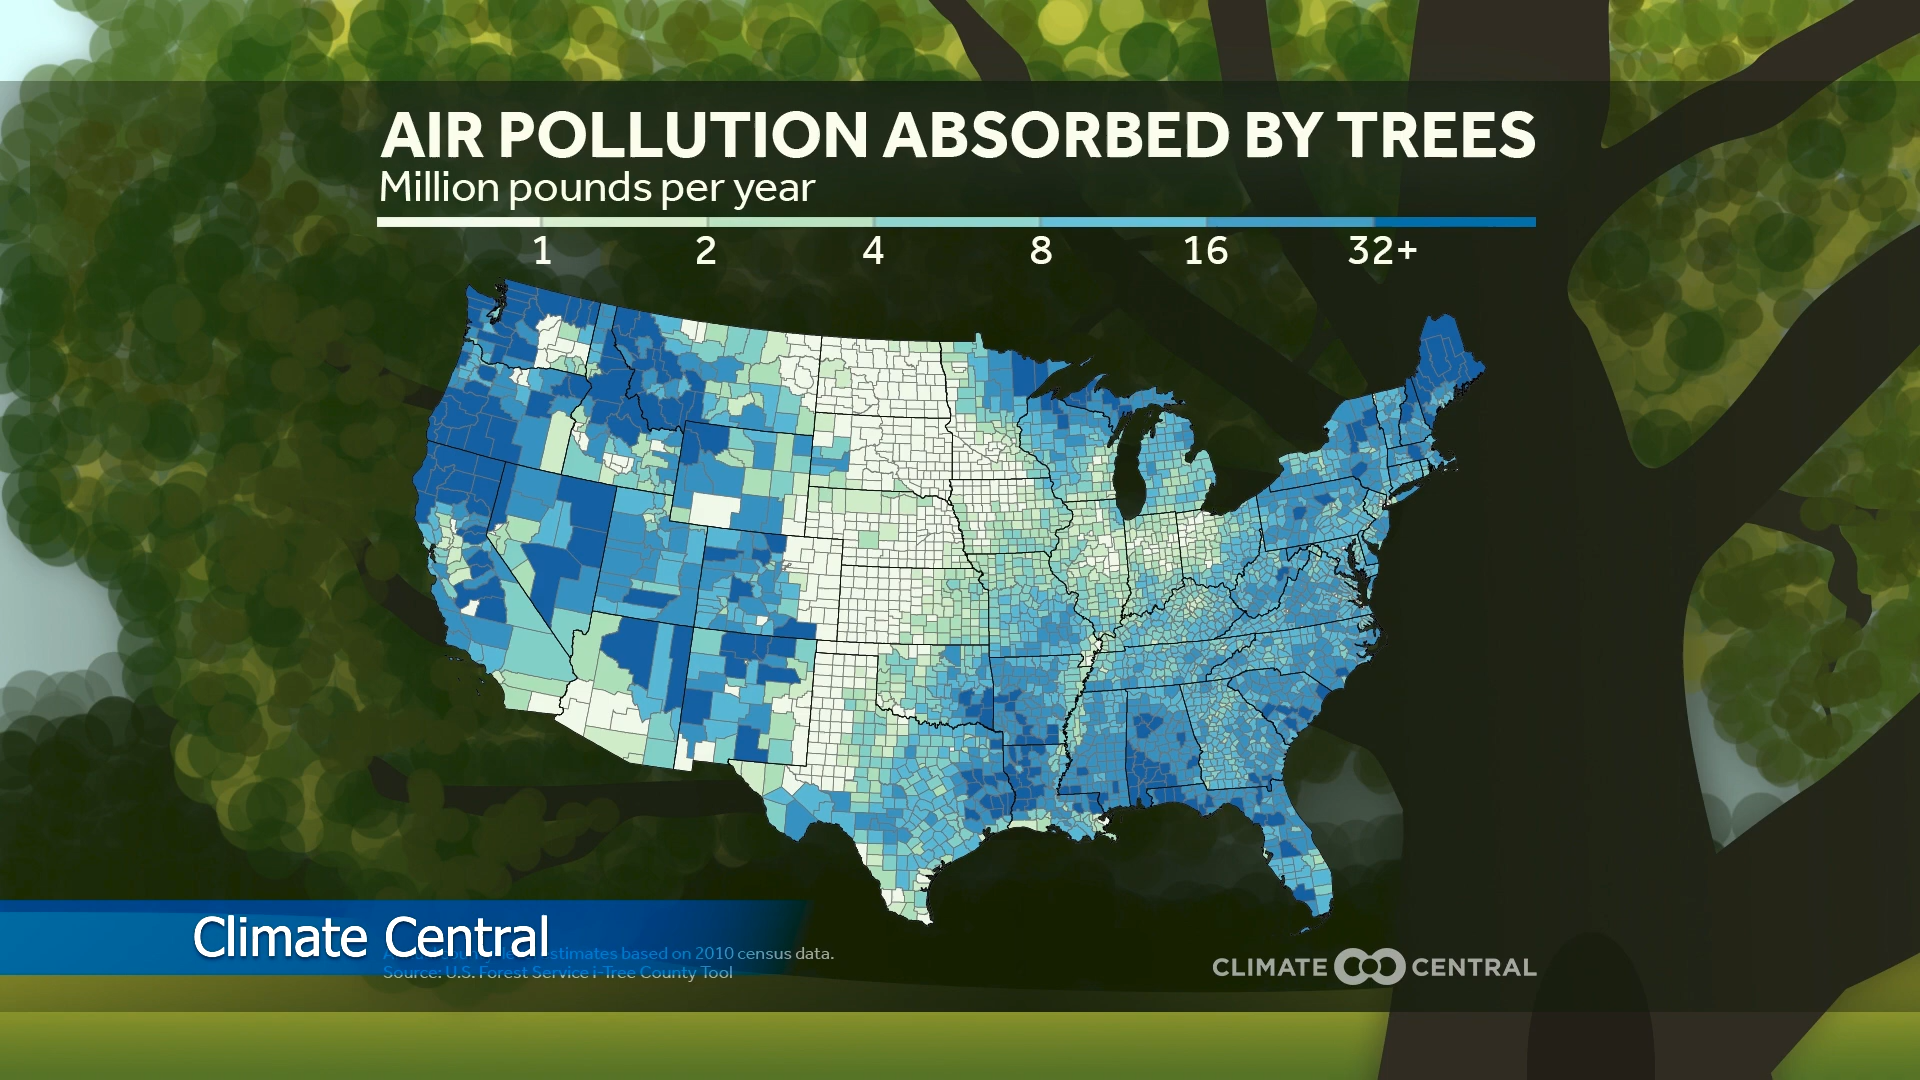 AIR POLLUTION ABSORBED BY TREES
Million pounds per year
1 2 4 8 16 32+
Climate Central
stimates based on 2010 census data.
Source: U.S. Forest Service i-Tree County Tool
CLIMATE CENTRAL